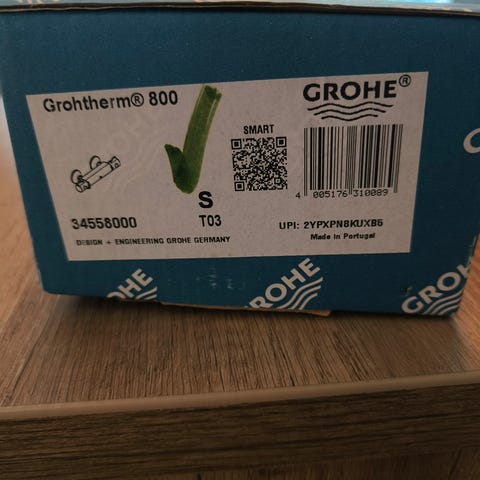 Grohtherm® 800
GROHE®
SMART
4 005176 310089
S
34558000
T03
UPI: 2YPXPN8KUXB5
DESIGN + ENGINEERING GROHE GERMANY
Made in Portugal
GROHE
GROHE
GROHE